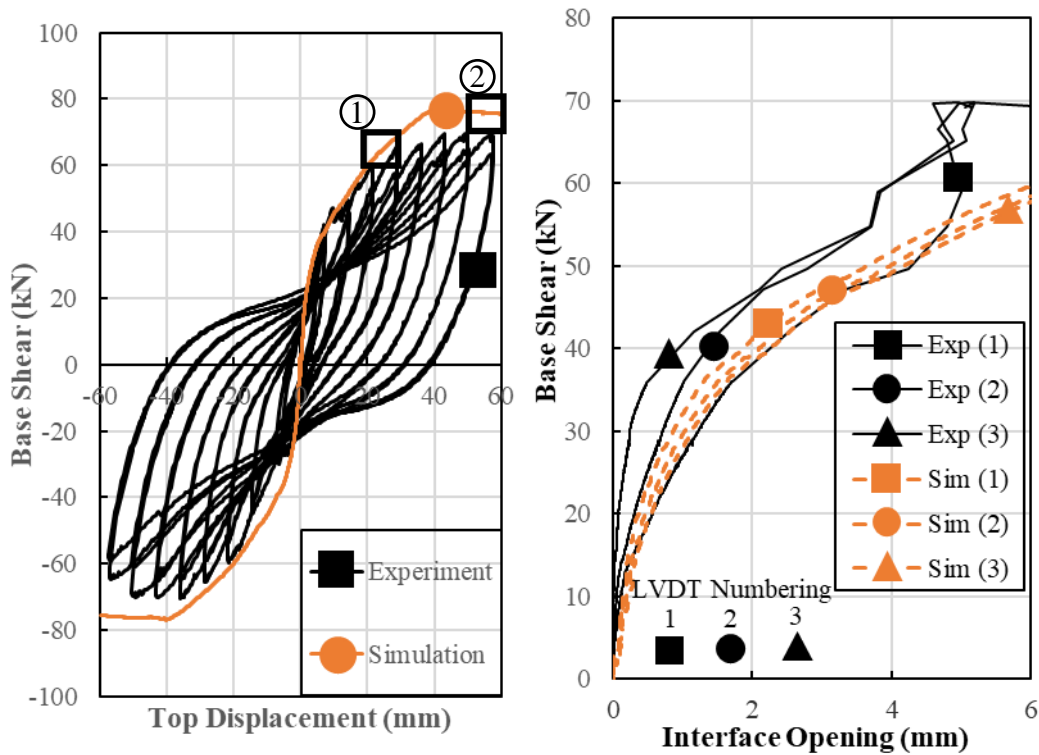 Base Shear (kN)
100
80
60
40
20
0
-20
-40
-60
-80
-100
-60
-40
-20
0
20
40
60
①
②
Experiment
Simulation
Top Displacement (mm)
Base Shear (kN)
80
70
60
50
40
30
20
10
0
0
2
4
6
Exp (1)
Exp (2)
Exp (3)
Sim (1)
Sim (2)
Sim (3)
LVDT Numbering
1 2 3
Interface Opening (mm)